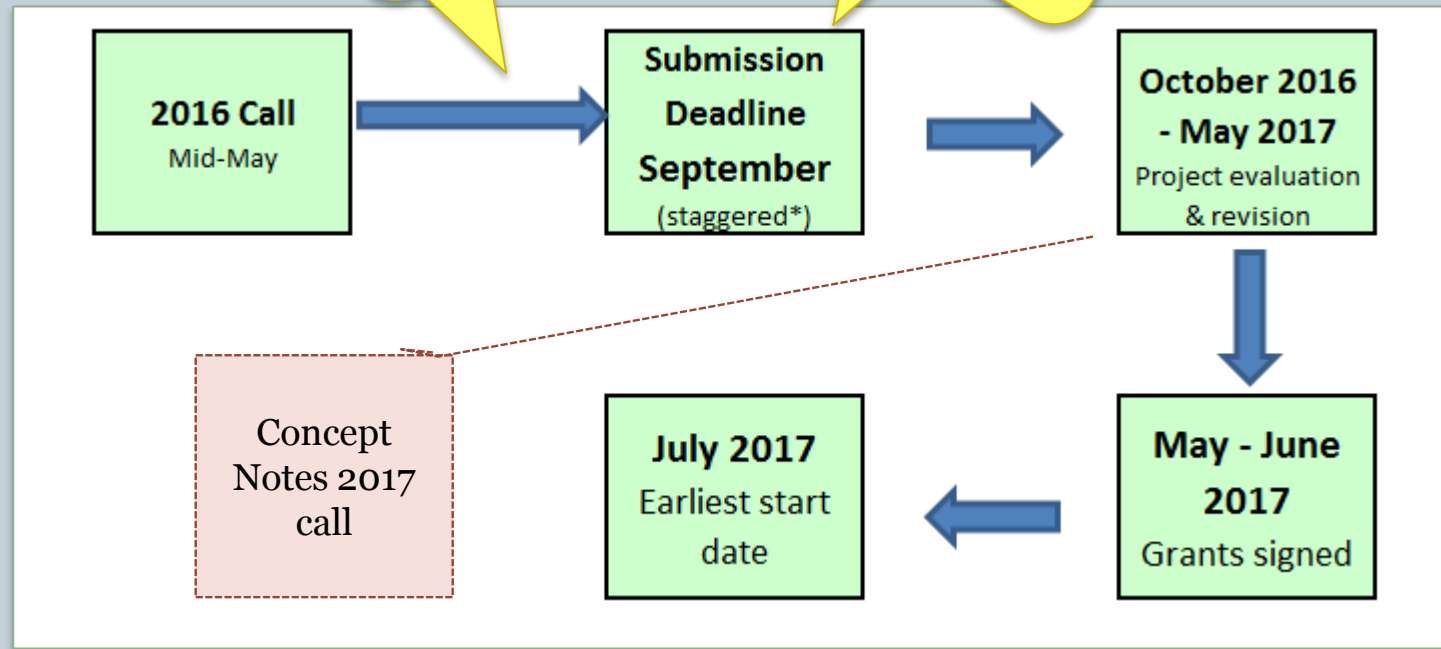 2016 Call
Mid-May
Submission
Deadline
September
(staggered*)
October 2016
- May 2017
Project evaluation
& revision
Concept
Notes 2017
call
July 2017
Earliest start
date
May - June
2017
Grants signed